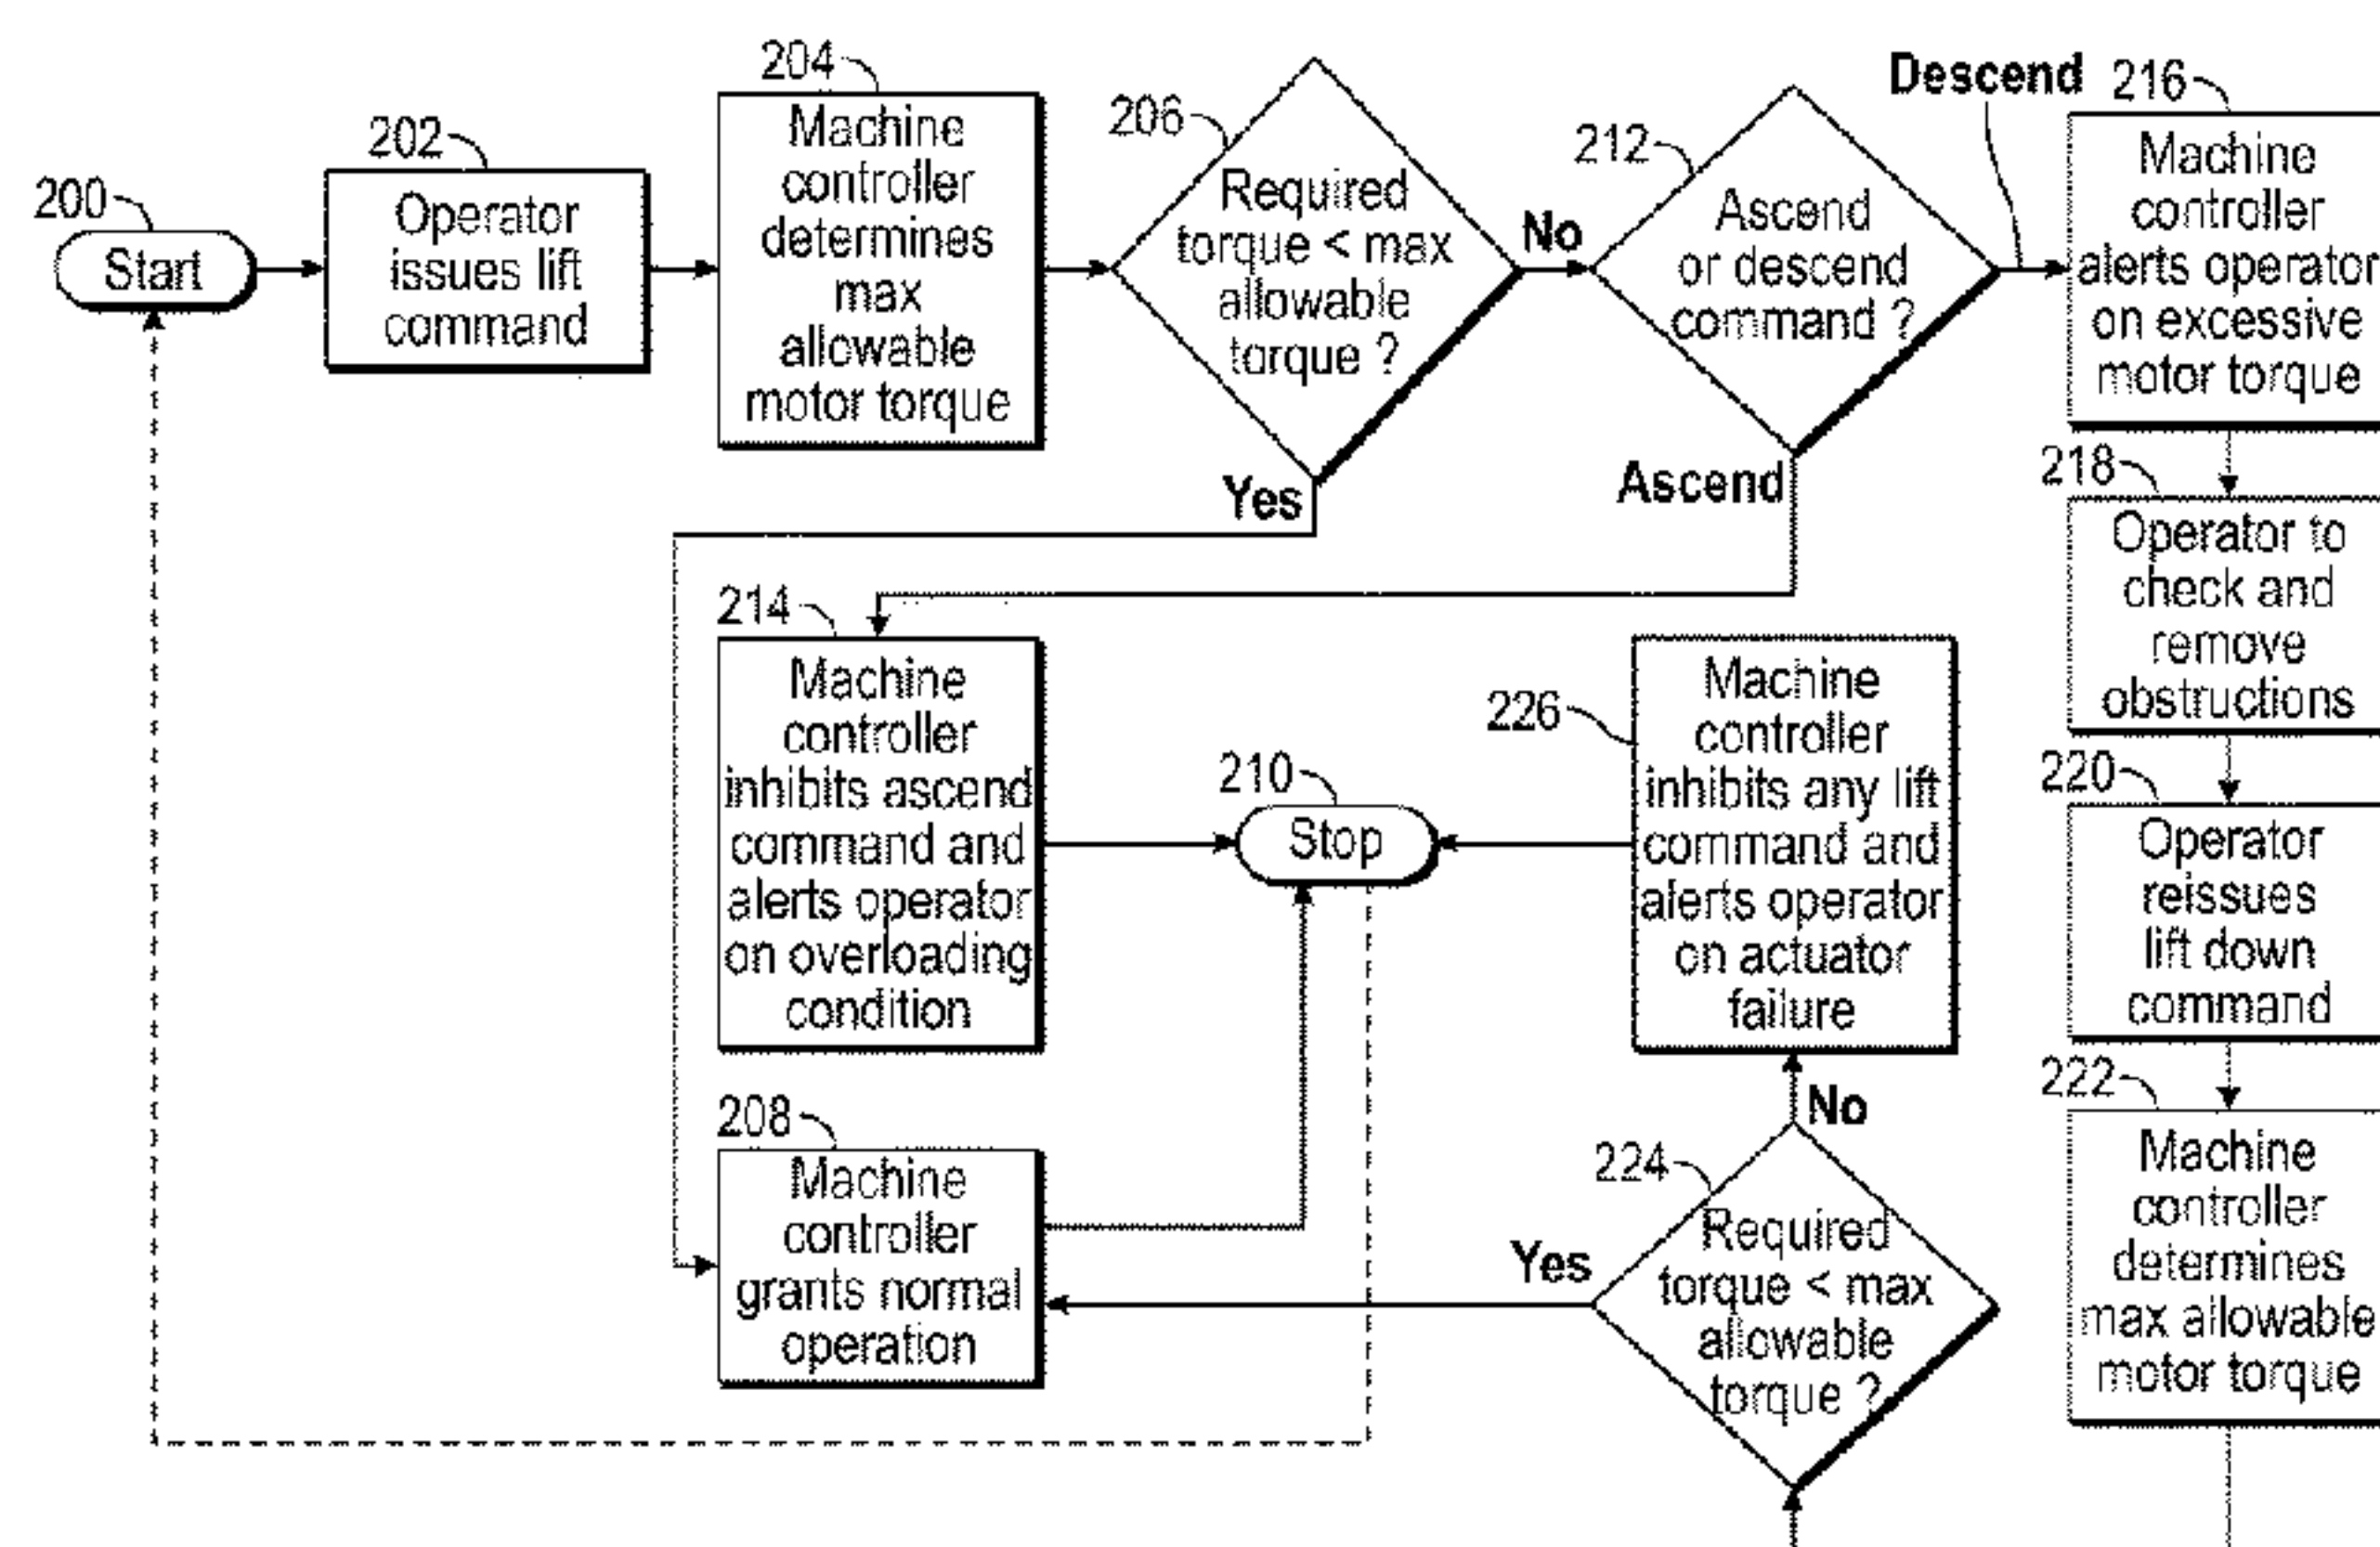 200
Start
202
Operator
issues lift
command
204
Machine
controller
determines
max
allowable
motor torque
206
Required
torque < max
allowable
torque ?
No
Yes
212
Ascend
or descend
command ?
Descend
Ascend
216
Machine
controller
alerts operator
on excessive
motor torque
218
Operator to
check and
remove
obstructions
220
Operator
reissues
lift down
command
222
Machine
controller
determines
max allowable
motor torque
214
Machine
controller
inhibits ascend
command and
alerts operator
on overloading
condition
210
Stop
226
Machine
controller
inhibits any lift
command and
alerts operator
on actuator
failure
208
Machine
controller
grants normal
operation
224
Required
torque < max
allowable
torque ?
No
Yes